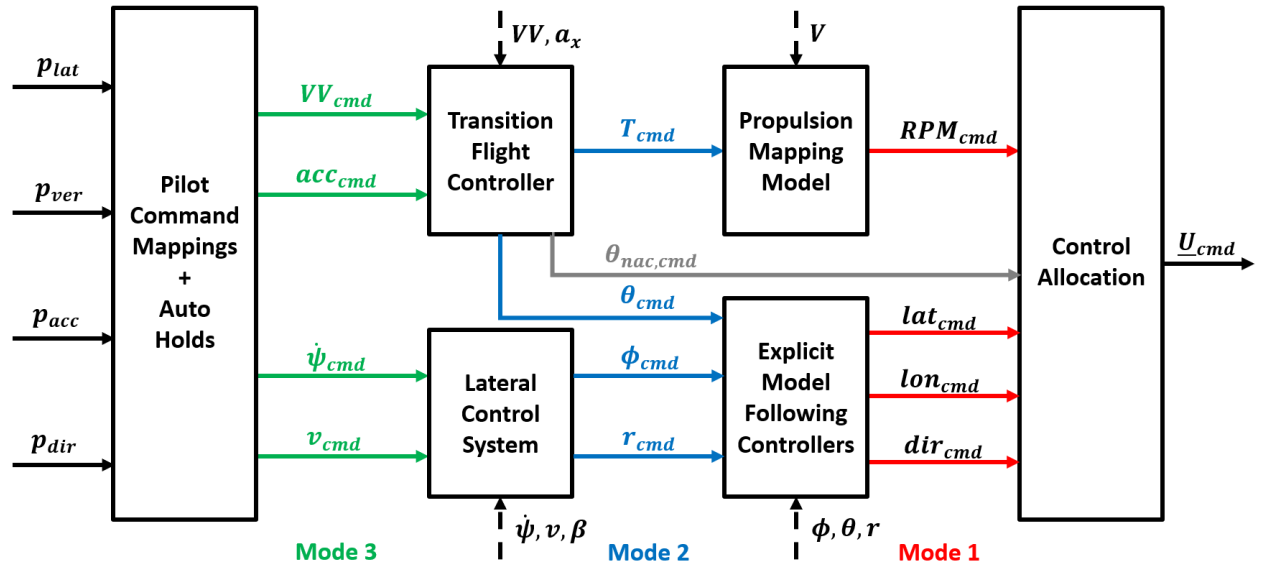 VV, a_x
V
p_lat
VV_cmd
Transition
Flight
Controller
T_cmd
Propulsion
Mapping
Model
RPM_cmd
acc_cmd
p_ver
Pilot
Command
Mappings
+
Auto
Holds
θ_nac,cmd
Control
Allocation
U_cmd
θ_cmd
p_acc
lat_cmd
ψ̇_cmd
Lateral
Control
System
ϕ_cmd
Explicit
Model
Following
Controllers
lon_cmd
p_dir
v_cmd
r_cmd
dir_cmd
ψ̇, v, β
ϕ, θ, r
Mode 3
Mode 2
Mode 1